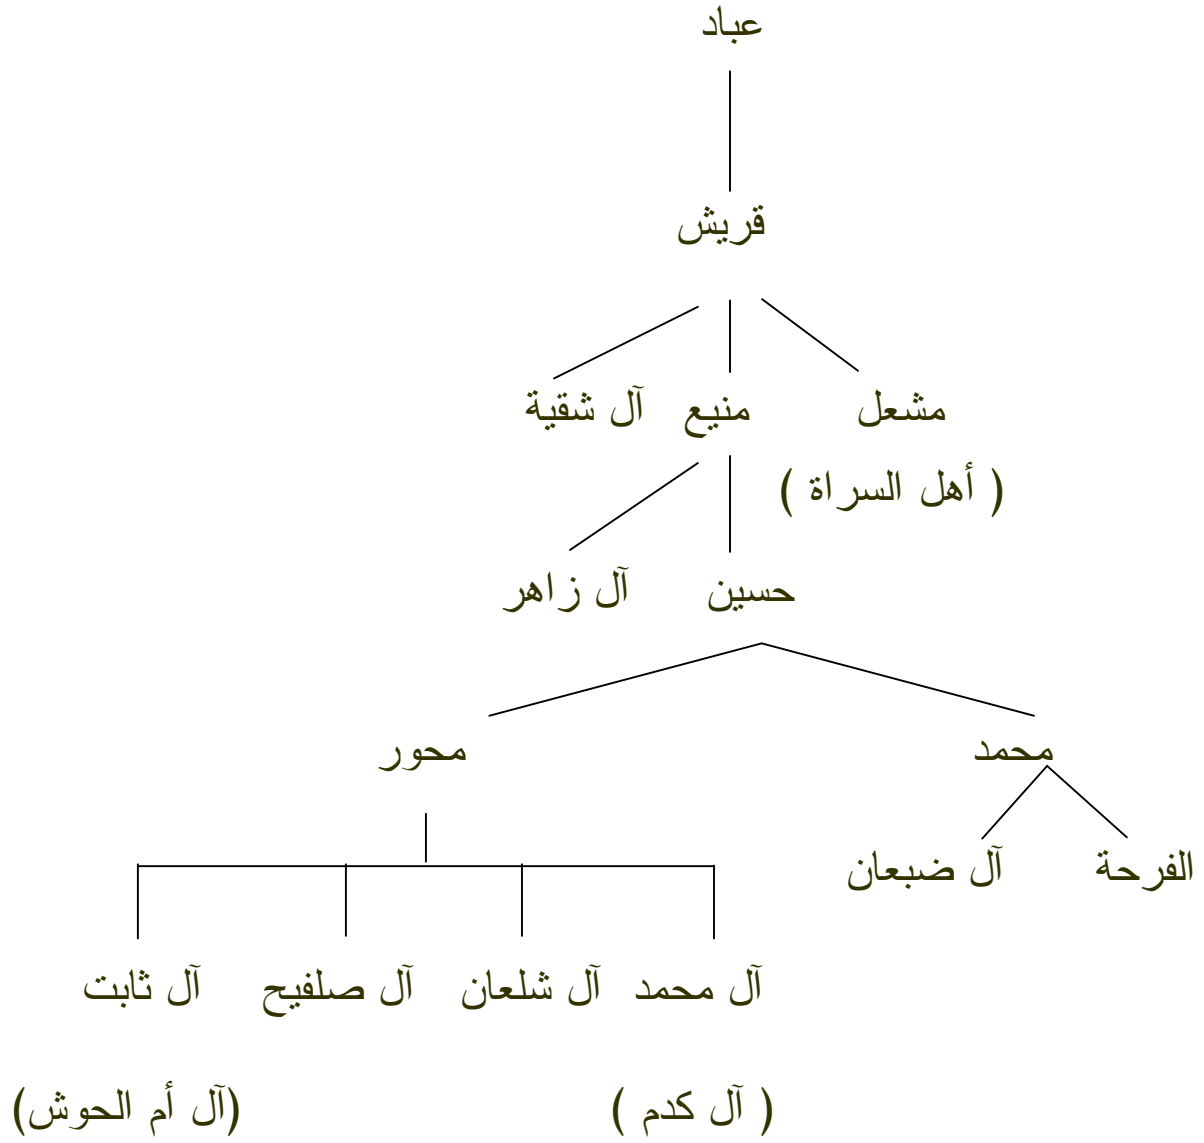 عباد
قريش
مشعل منيع آل شقية
( أهل السراة )
حسين آل زاهر
محمد محور
الفرحة آل ضبعان
آل محمد آل شلعان آل صلفيح آل ثابت
( آل كدم ) (آل أم الحوش)